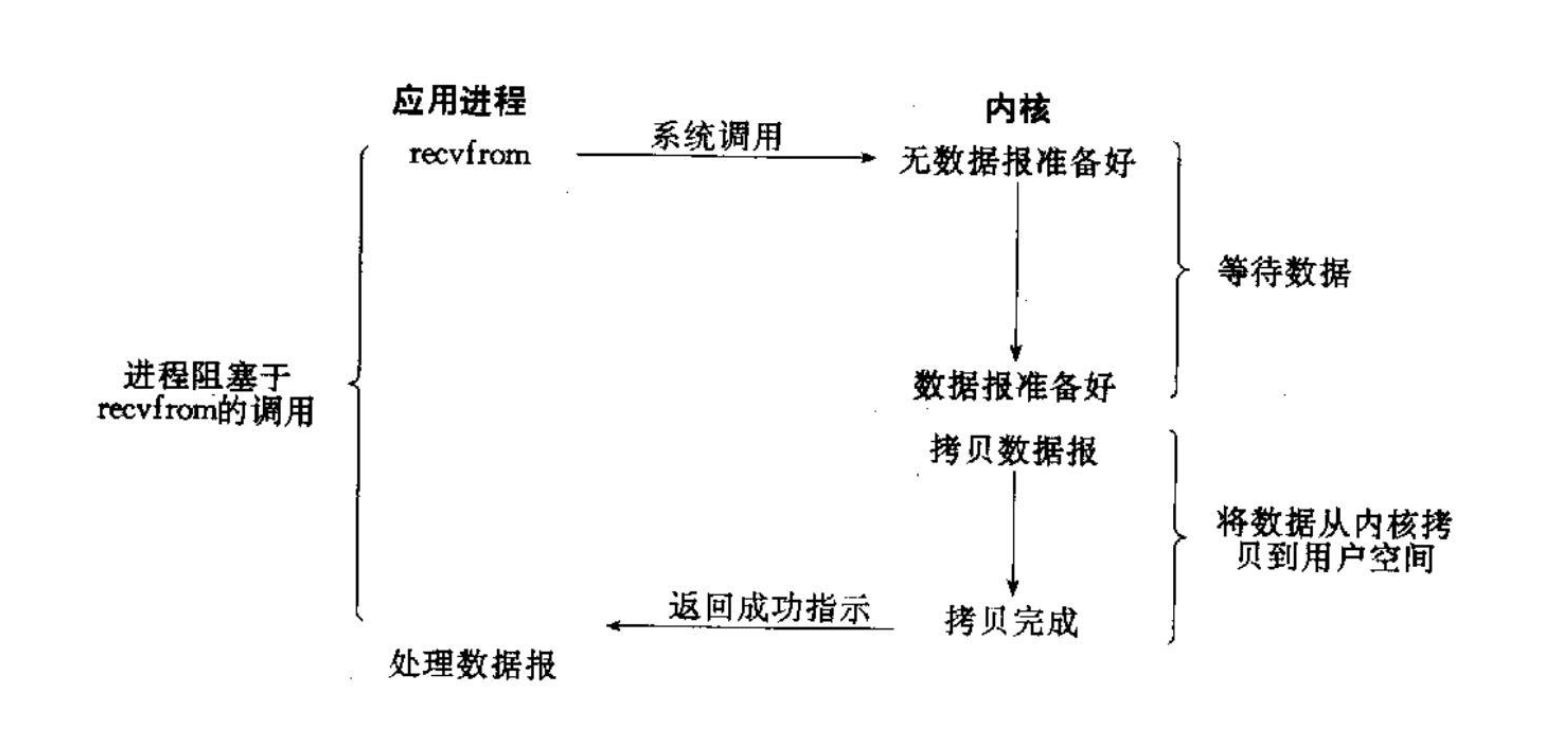 应用进程
内核
recvfrom
系统调用
无数据报准备好
等待数据
进程阻塞于
recvfrom的调用
数据报准备好
拷贝数据报
将数据从内核拷
贝到用户空间
返回成功指示
拷贝完成
处理数据报